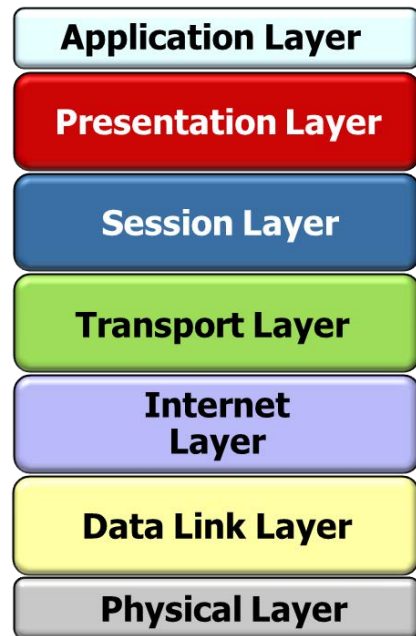 Application Layer
Presentation Layer
Session Layer
Transport Layer
Internet
Layer
Data Link Layer
Physical Layer